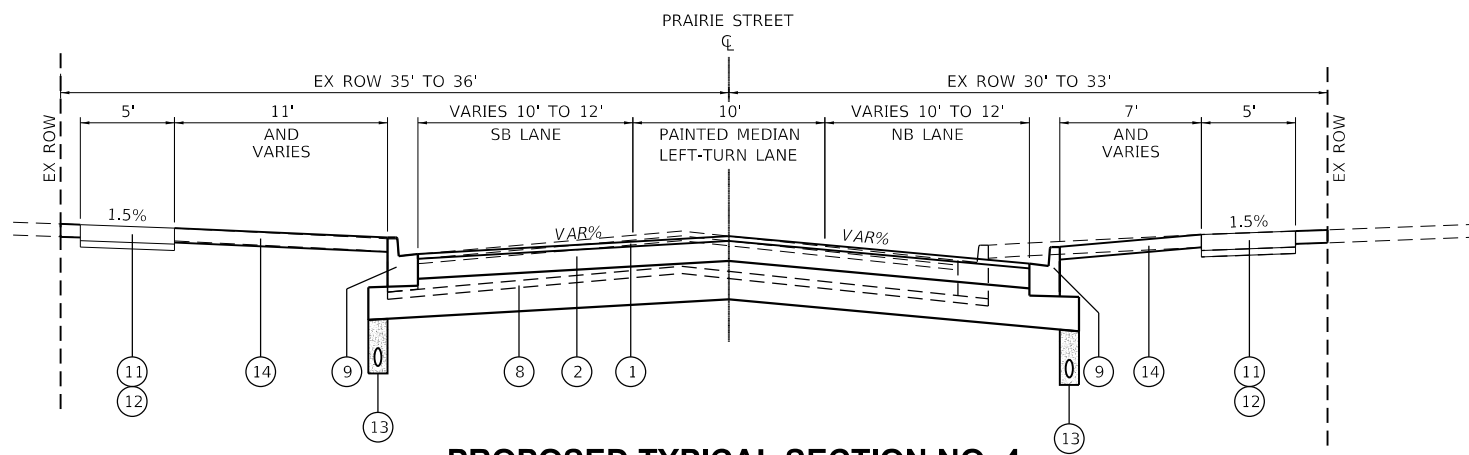 PRAIRIE STREET
℄
EX ROW 35' TO 36'
EX ROW 30' TO 33'
5'
11'
AND
VARIES
VARIES 10' TO 12'
SB LANE
10'
PAINTED MEDIAN
LEFT-TURN LANE
VARIES 10' TO 12'
NB LANE
7'
AND
VARIES
5'
EX ROW
EX ROW
1.5%
VAR%
VAR%
1.5%
11
12
14
9
13
8
2
1
9
14
11
12
13
PROPOSED TYPICAL SECTION NO. 4